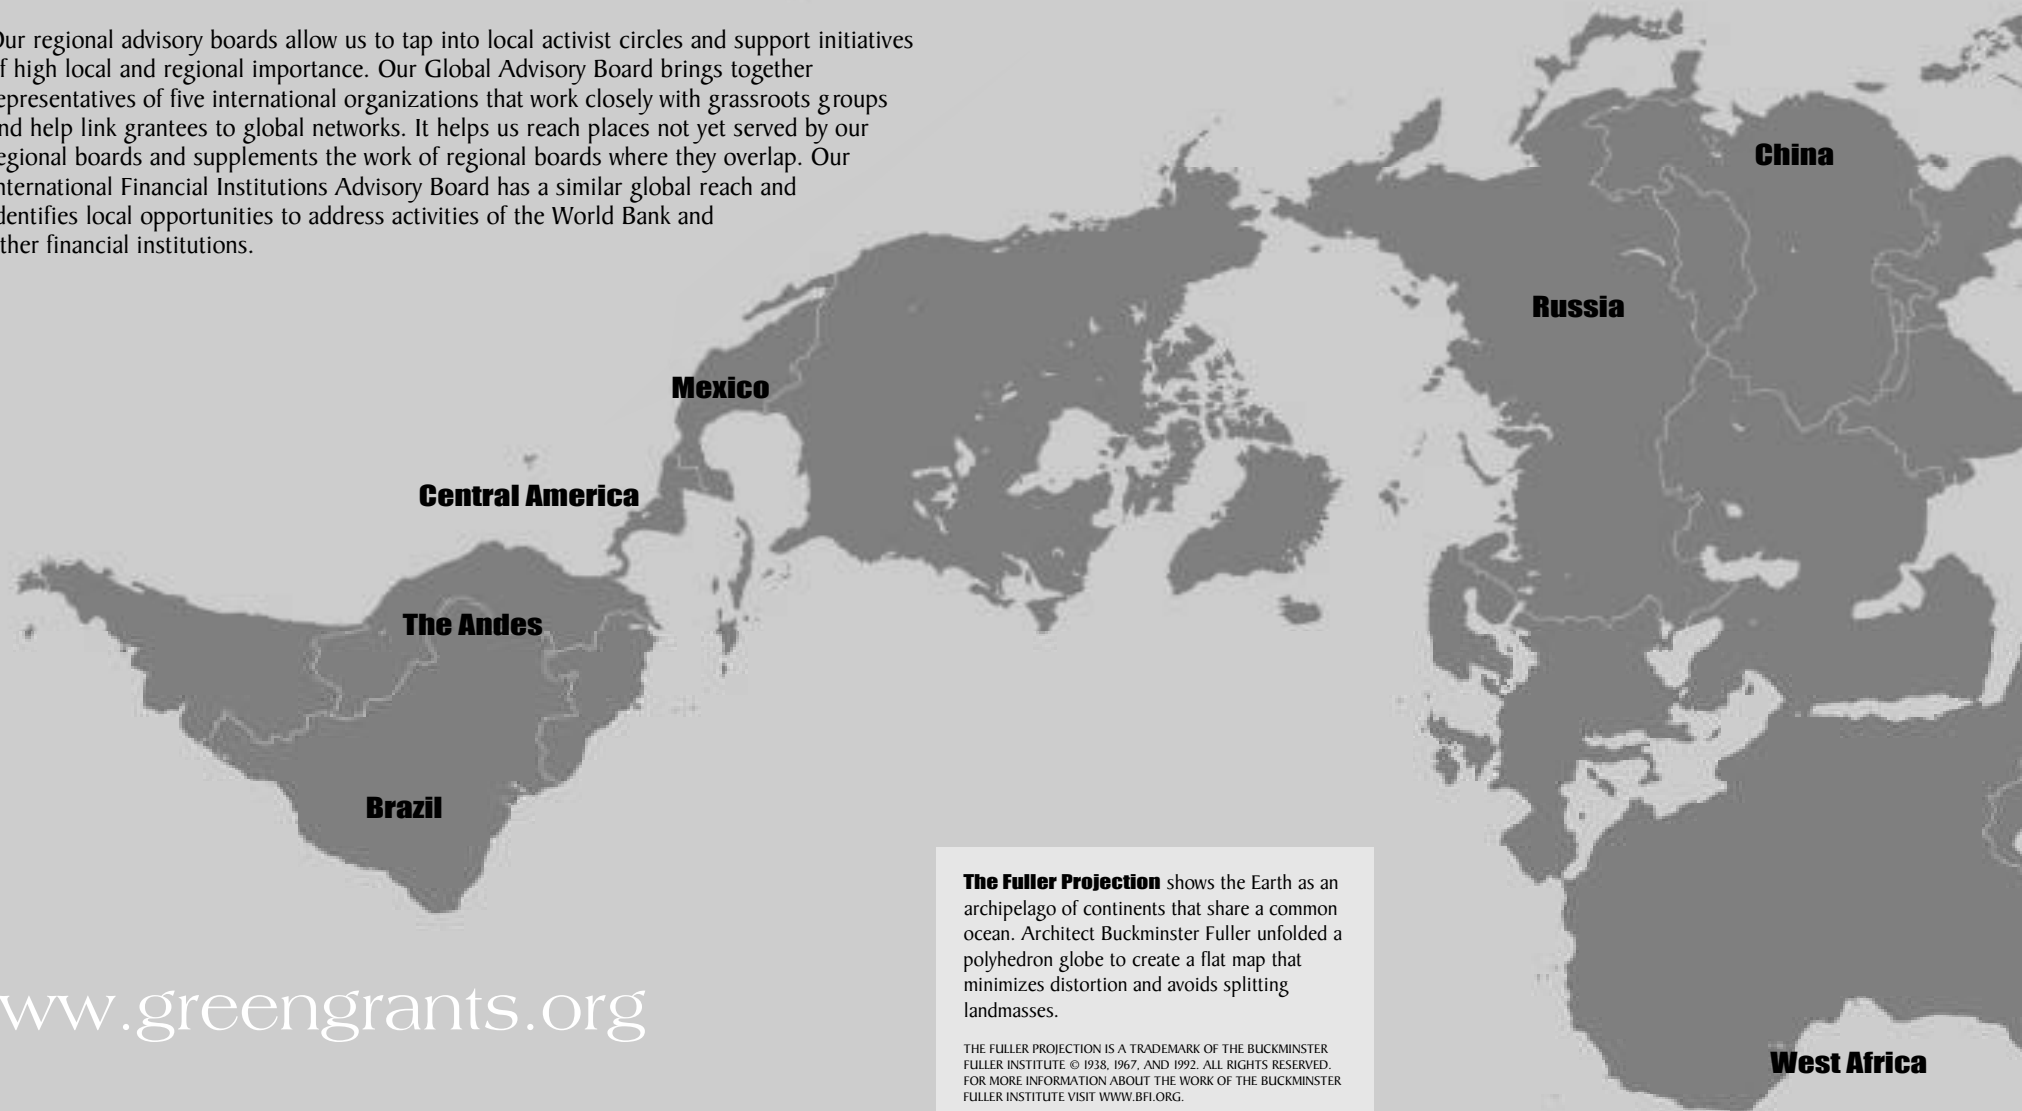 ur regional advisory boards allow us to tap into local activist circles and support initiatives
f high local and regional importance. Our Global Advisory Board brings together
epresentatives of five international organizations that work closely with grassroots groups
nd help link grantees to global networks. It helps us reach places not yet served by our
egional boards and supplements the work of regional boards where they overlap. Our
nternational Financial Institutions Advisory Board has a similar global reach and
dentifies local opportunities to address activities of the World Bank and
ther financial institutions.
China
Russia
Mexico
Central America
The Andes
Brazil
The Fuller Projection shows the Earth as an
archipelago of continents that share a common
ocean. Architect Buckminster Fuller unfolded a
polyhedron globe to create a flat map that
minimizes distortion and avoids splitting
landmasses.
THE FULLER PROJECTION IS A TRADEMARK OF THE BUCKMINSTER
FULLER INSTITUTE © 1938, 1967, AND 1992. ALL RIGHTS RESERVED.
FOR MORE INFORMATION ABOUT THE WORK OF THE BUCKMINSTER
FULLER INSTITUTE VISIT WWW.BFI.ORG.
ww.greengrants.org
West Africa